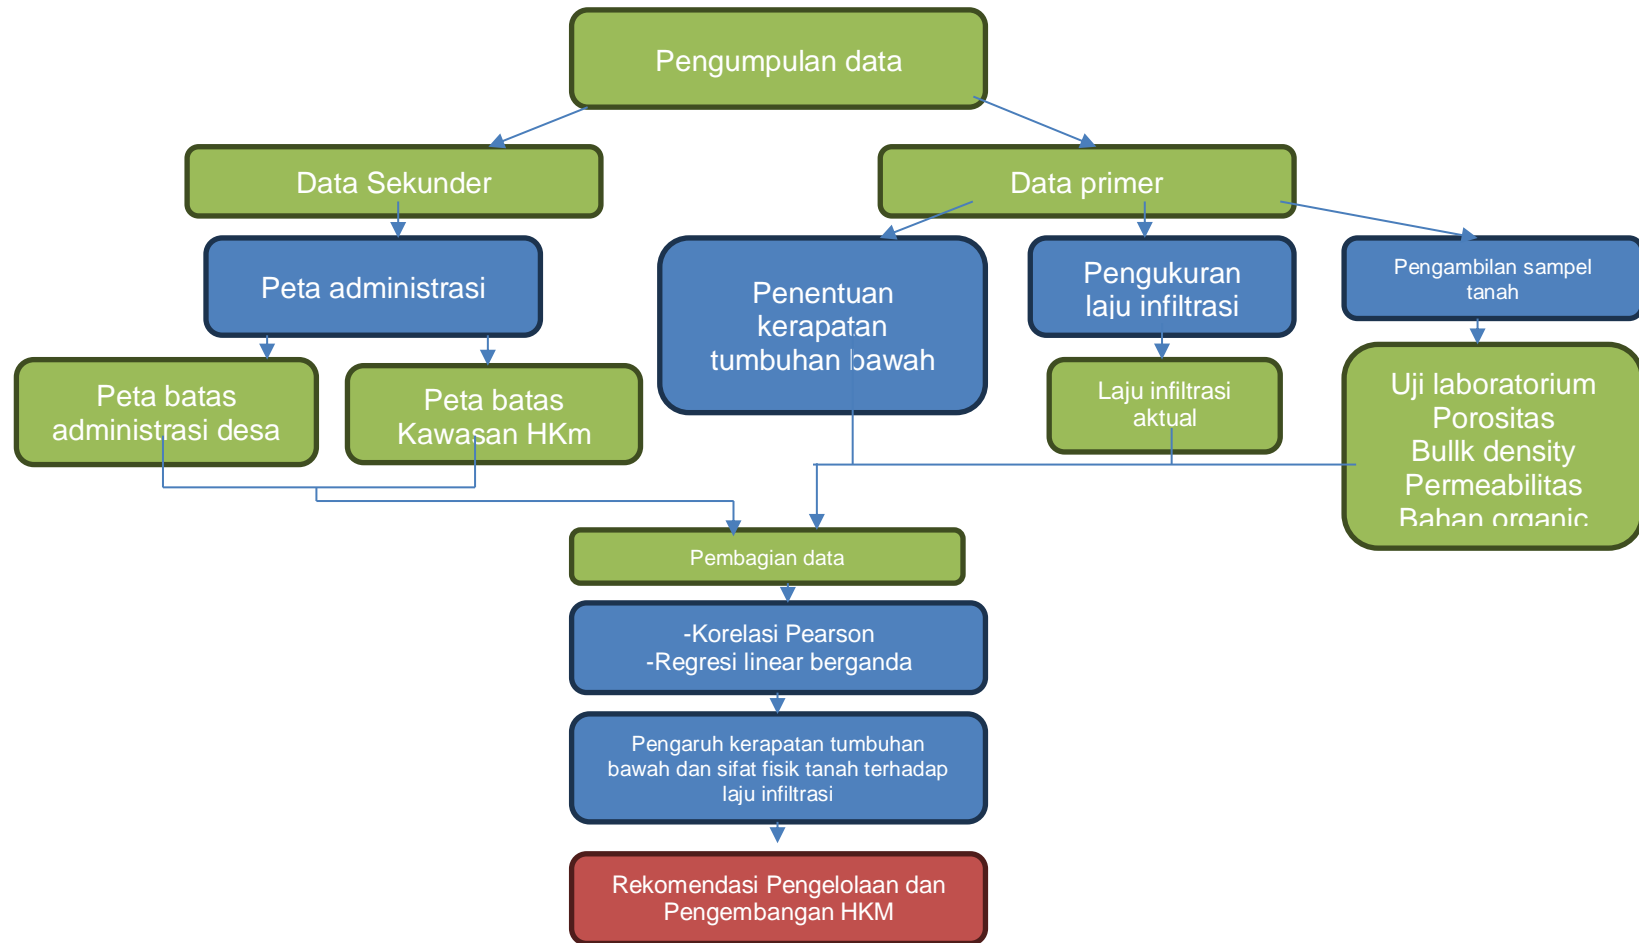 Pengumpulan data
Data Sekunder
Data primer
Peta administrasi
Penentuan
kerapatan
tumbuhan bawah
Pengukuran
laju infiltrasi
Pengambilan sampel
tanah
Peta batas
administrasi desa
Peta batas
Kawasan HKm
Laju infiltrasi
aktual
Uji laboratorium
Porositas
Bullk density
Permeabilitas
Bahan organic
Pembagian data
-Korelasi Pearson
-Regresi linear berganda
Pengaruh kerapatan tumbuhan
bawah dan sifat fisik tanah terhadap
laju infiltrasi
Rekomendasi Pengelolaan dan
Pengembangan HKM